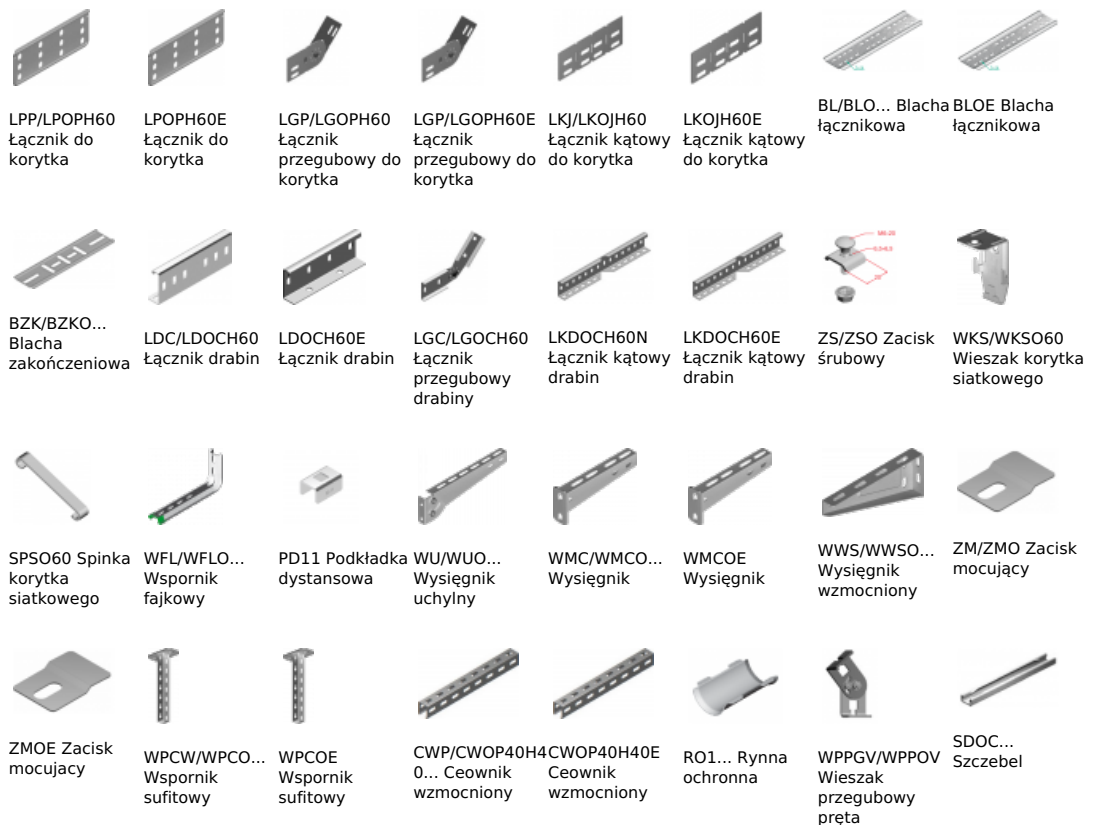 LPP/LPOPH60
Łącznik do
korytka
LPOPH60E
Łącznik do
korytka
LGP/LGOPH60
Łącznik
przegubowy do
korytka
LGP/LGOPH60E
Łącznik
przegubowy do
korytka
LKJ/LKOJH60
Łącznik kątowy
do korytka
LKOJH60E
Łącznik kątowy
do korytka
BL/BLO... Blacha
łącznikowa
BLOE Blacha
łącznikowa
BZK/BZKO...
Blacha
zakończeniowa
LDC/LDOCH60
Łącznik drabin
LDOCH60E
Łącznik drabin
LGC/LGOCH60
Łącznik
przegubowy
drabiny
LKDOCH60N
Łącznik kątowy
drabin
LKDOCH60E
Łącznik kątowy
drabin
ZS/ZSO Zacisk
śrubowy
WKS/WKSO60
Wieszak korytka
siatkowego
SPSO60 Spinka
korytka
siatkowego
WFL/WFLO...
Wspornik
fajkowy
PD11 Podkładka
dystansowa
WU/WUO...
Wysięgnik
uchylny
WMC/WMCO...
Wysięgnik
WMCOE
Wysięgnik
WWS/WWSO...
Wysięgnik
wzmocniony
ZM/ZMO Zacisk
mocujący
ZMOE Zacisk
mocujacy
WPCW/WPCO...
Wspornik
sufitowy
WPCOE
Wspornik
sufitowy
CWP/CWOP40H4
0... Ceownik
wzmocniony
CWOP40H40E
Ceownik
wzmocniony
RO1... Rynna
ochronna
WPPGV/WPPOV
Wieszak
przegubowy
pręta
SDOC...
Szczebel